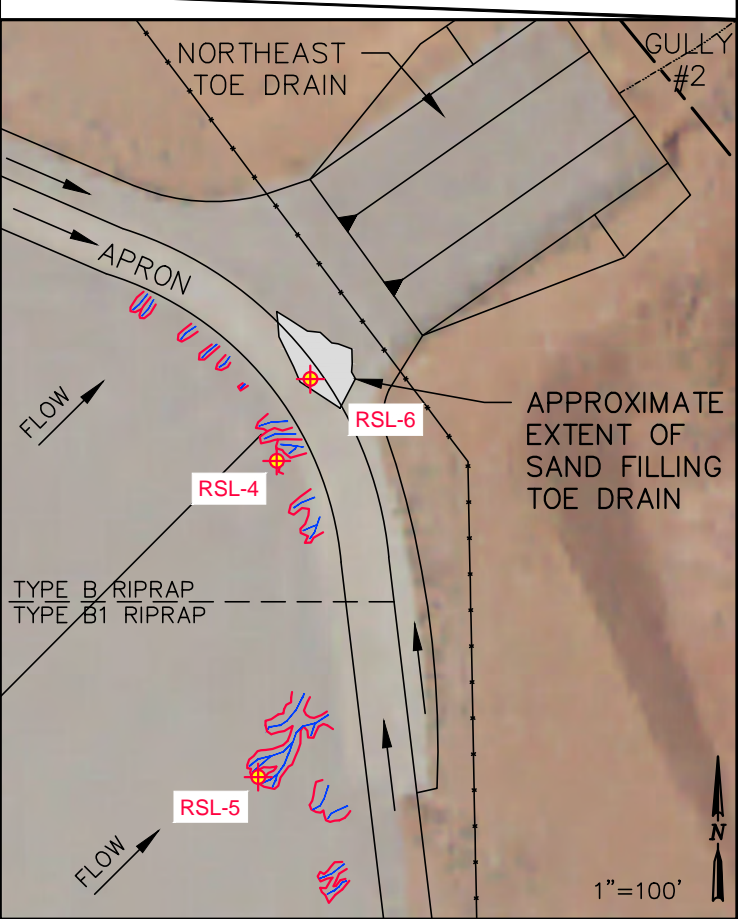 NORTHEAST
TOE DRAIN
GULLY
#2
APRON
FLOW
RSL-6
APPROXIMATE
EXTENT OF
SAND FILLING
TOE DRAIN
RSL-4
TYPE B RIPRAP
TYPE B1 RIPRAP
RSL-5
FLOW
N
1"=100'